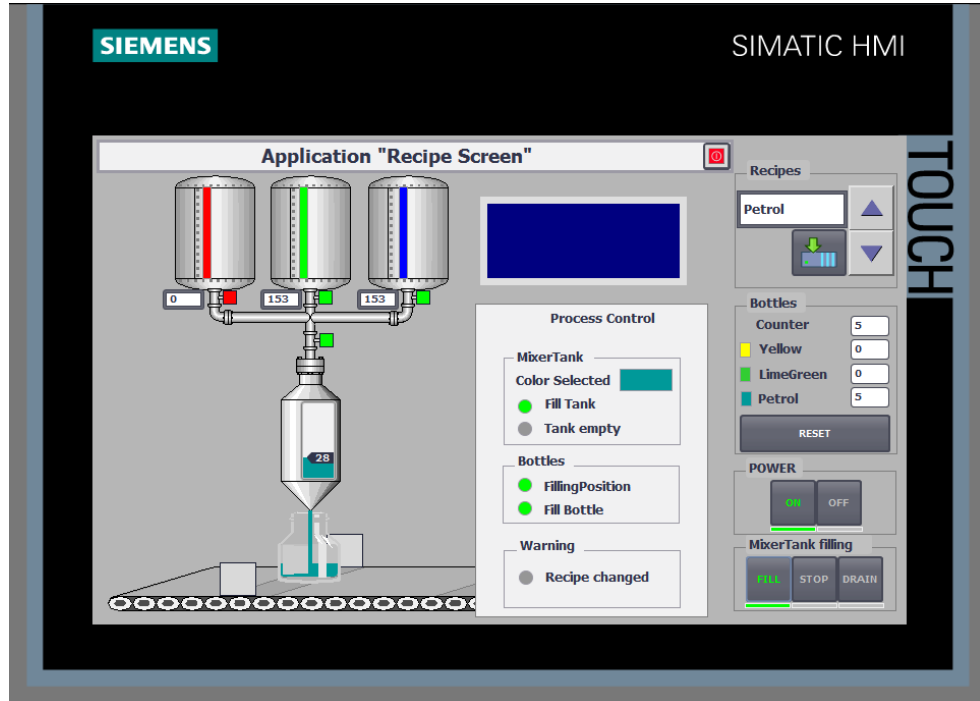 SIEMENS
SIMATIC HMI
TOUCH
Application "Recipe Screen"
Recipes
Petrol
0
153
153
28
Process Control
MixerTank
Color Selected
Fill Tank
Tank empty
Bottles
FillingPosition
Fill Bottle
Warning
Recipe changed
Bottles
Counter 5
Yellow 0
LimeGreen 0
Petrol 5
RESET
POWER
ON OFF
MixerTank filling
FILL STOP DRAIN